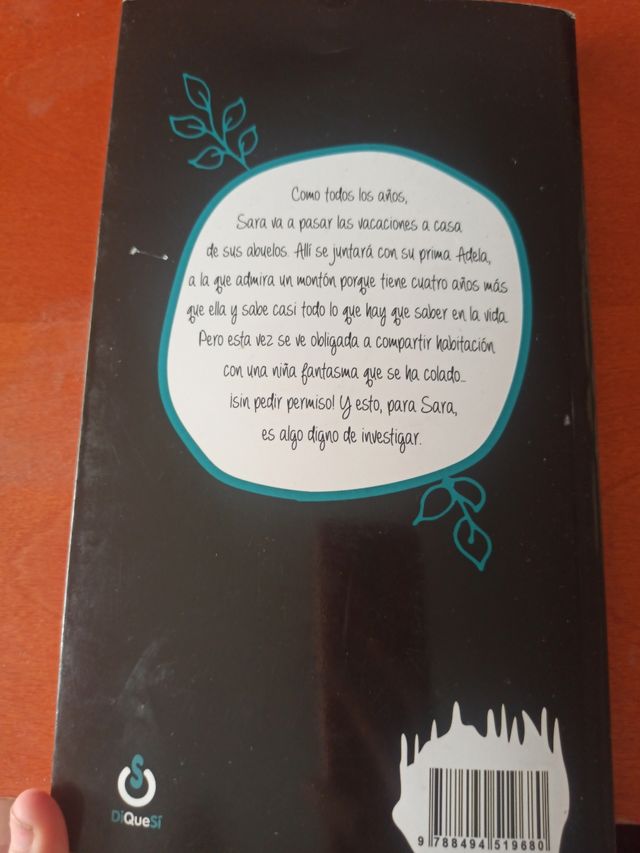 Como todos los años,
Sara va a pasar las vacaciones a casa
de sus abuelos. Allí se juntará con su prima Adela,
a la que admira un montón porque tiene cuatro años más
que ella y sabe casi todo lo que hay que saber en la vida.
Pero esta vez se ve obligada a compartir habitación
con una niña fantasma que se ha colado...
¡sin pedir permiso! Y esto, para Sara,
es algo digno de investigar.
DiQueSí
9 788494 519680